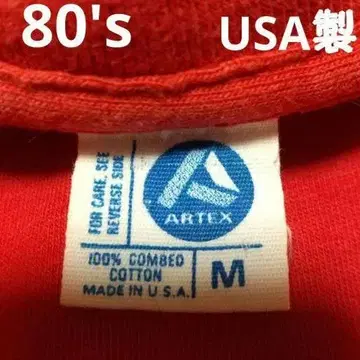 80's
USA製
FOR CARE, SEE
REVERSE SIDE
ARTEX
100% COMBED
COTTON
MADE IN U.S.A.
M